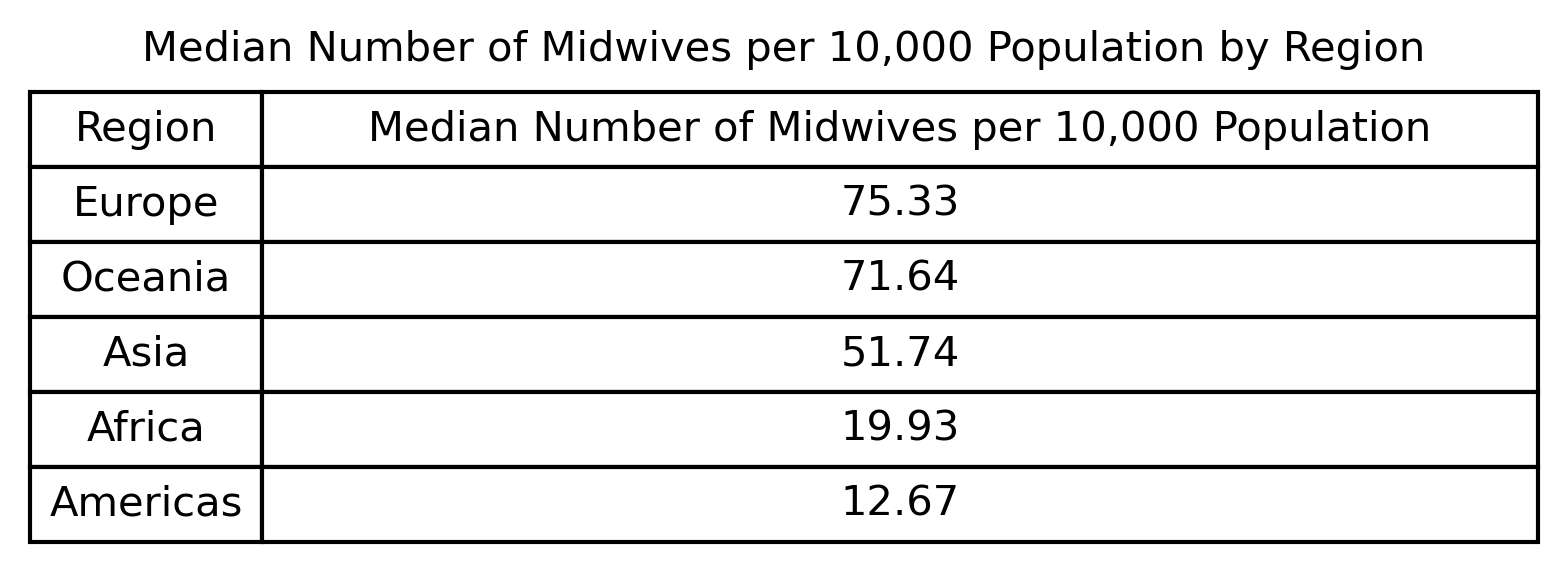 Median Number of Midwives per 10,000 Population by Region
Region Median Number of Midwives per 10,000 Population
Europe 75.33
Oceania 71.64
Asia 51.74
Africa 19.93
Americas 12.67